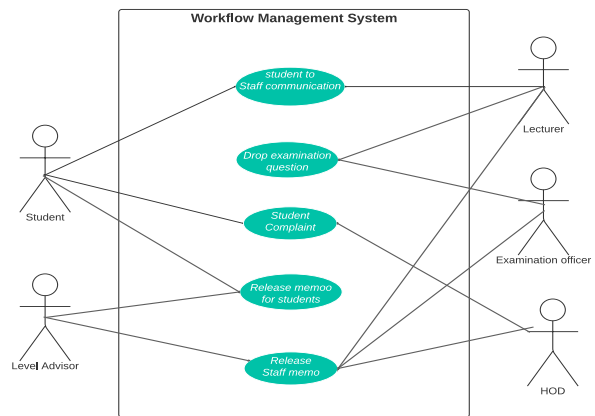 Workflow Management System
student to
Staff communication
Lecturer
Drop examination
question
Student
Student
Complaint
Examination officer
Release memoo
for students
Level Advisor
Release
Staff memo
HOD